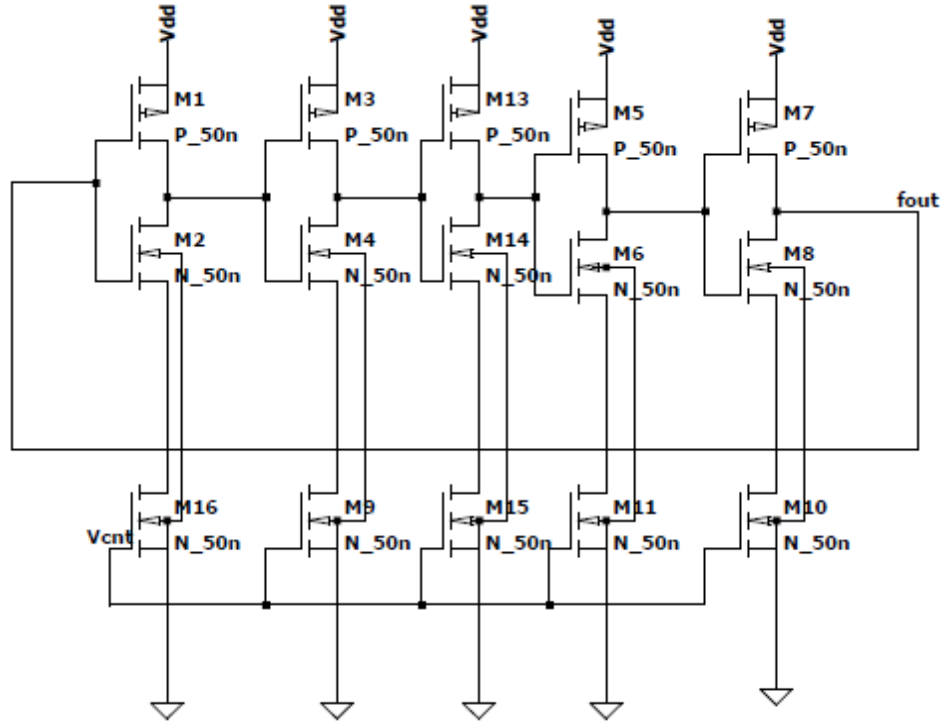 Vdd
Vdd
Vdd
Vdd
Vdd
M1
P_50n
M3
P_50n
M13
P_50n
M5
P_50n
M7
P_50n
fout
M2
N_50n
M4
N_50n
M14
N_50n
M6
N_50n
M8
N_50n
Vcnt
M16
N_50n
M9
N_50n
M15
N_50n
M11
N_50n
M10
N_50n